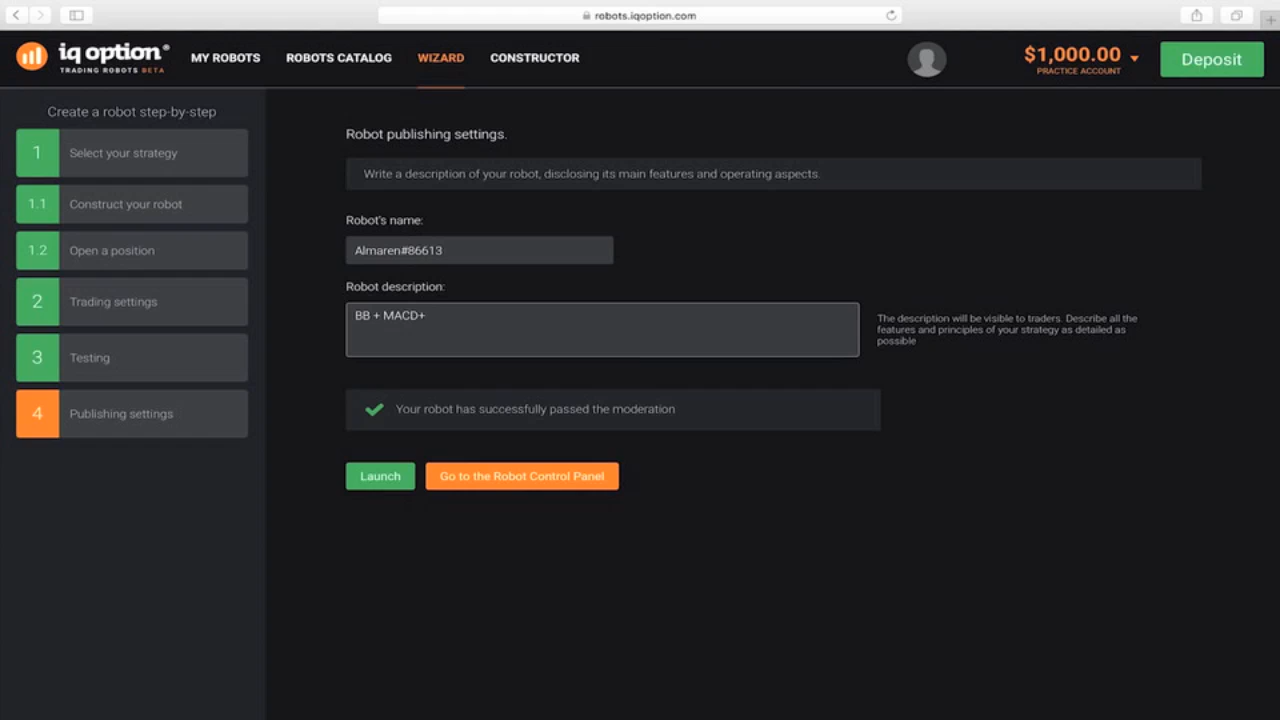 robots.iqoption.com
iq option®
TRADING ROBOTS BETA
MY ROBOTS
ROBOTS CATALOG
WIZARD
CONSTRUCTOR
$1,000.00
PRACTICE ACCOUNT
Deposit
Create a robot step-by-step
1 Select your strategy
1.1 Construct your robot
1.2 Open a position
2 Trading settings
3 Testing
4 Publishing settings
Robot publishing settings.
Write a description of your robot, disclosing its main features and operating aspects.
Robot's name:
Almaren#86613
Robot description:
BB + MACD+
The description will be visible to traders. Describe all the
features and principles of your strategy as detailed as
possible
Your robot has successfully passed the moderation
Launch
Go to the Robot Control Panel